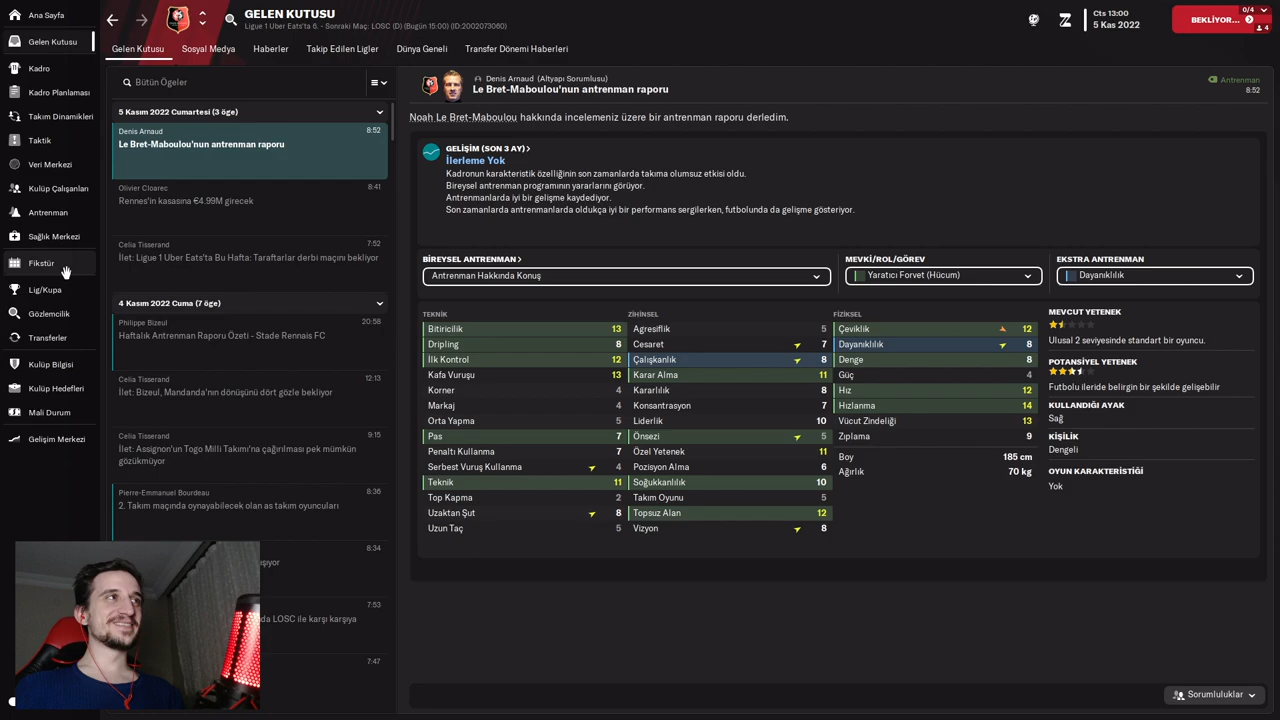 Ana Sayfa
Gelen Kutusu
Kadro
Kadro Planlaması
Takım Dinamikleri
Taktik
Veri Merkezi
Kulüp Çalışanları
Antrenman
Sağlık Merkezi
Fikstür
Lig/Kupa
Gözlemcilik
Transferler
Kulüp Bilgisi
Kulüp Hedefleri
Mali Durum
Gelişim Merkezi
GELEN KUTUSU
Ligie 1 Uber Eats'ta 6. - Sonraki Maç: LOSC (D) (Bugün 15:00) (ID:2002073060)
Cts 13:00
5 Kas 2022
BEKLİYOR...
0/4
4
Gelen Kutusu
Sosyal Medya
Haberler
Takip Edilen Ligler
Dünya Geneli
Transfer Dönemi Haberleri
Bütün Ögeler
5 Kasım 2022 Cumartesi (3 öge)
Denis Arnaud 8:52
Le Bret-Maboulou'nun antrenman raporu
Olivier Cloarec 8:41
Rennes'in kasasına €4.99M girecek
Celia Tisserand 7:52
İlet: Ligue 1 Uber Eats'ta Bu Hafta: Taraftarlar derbi maçını bekliyor
4 Kasım 2022 Cuma (7 öge)
Philippe Bizeul 20:58
Haftalık Antrenman Raporu Özeti - Stade Rennais FC
Celia Tisserand 12:13
İlet: Bizeul, Mandanda'nın dönüşünü dört gözle bekliyor
Celia Tisserand 9:15
İlet: Assignon'un Togo Milli Takımı'na çağırılması pek mümkün
gözükmüyor
Pierre-Emmanuel Bourdeau 8:36
2. Takım maçında oynayabilecek olan as takım oyuncuları
8:34
7:53
da LOSC ile karşı karşıya
7:47
Denis Arnaud (Altyapı Sorumlusu)
Le Bret-Maboulou'nun antrenman raporu
Antrenman
8:52
Noah Le Bret-Maboulou hakkında incelemeniz üzere bir antrenman raporu derledim.
GELİŞİM (SON 3 AY)
İlerleme Yok
Kadronun karakteristik özelliğinin son zamanlarda takıma olumsuz etkisi oldu.
Bireysel antrenman programının yararlarını görüyor.
Antrenmanlarda iyi bir gelişme kaydediyor.
Son zamanlarda antrenmanlarda oldukça iyi bir performans sergilerken, futbolunda da gelişme gösteriyor.
BİREYSEL ANTRENMAN
Antrenman Hakkında Konuş
MEVKİ/ROL/GÖREV
Yaratıcı Forvet (Hücum)
EKSTRA ANTRENMAN
Dayanıklılık
TEKNİK
Bitiricilik 13
Dripling 8
İlk Kontrol 12
Kafa Vuruşu 13
Korner 4
Markaj 4
Orta Yapma 5
Pas 7
Penaltı Kullanma 7
Serbest Vuruş Kullanma 4
Teknik 11
Top Kapma 2
Uzaktan Şut 8
Uzun Taç 5
ZİHİNSEL
Agresiflik 5
Cesaret 7
Çalışkanlık 8
Karar Alma 11
Kararlılık 8
Konsantrasyon 7
Liderlik 10
Önsezi 5
Özel Yetenek 11
Pozisyon Alma 6
Soğukkanlılık 10
Takım Oyunu 5
Topsuz Alan 12
Vizyon 8
FİZİKSEL
Çeviklik 12
Dayanıklılık 8
Denge 8
Güç 4
Hız 12
Hızlanma 14
Vücut Zindeliği 13
Zıplama 9
Boy 185 cm
Ağırlık 70 kg
MEVCUT YETENEK
Ulusal 2 seviyesinde standart bir oyuncu.
POTANSİYEL YETENEK
Futbolu ileride belirgin bir şekilde gelişebilir
KULLANDIĞI AYAK
Sağ
KİŞİLİK
Dengeli
OYUN KARAKTERİSTİĞİ
Yok
Sorumluluklar